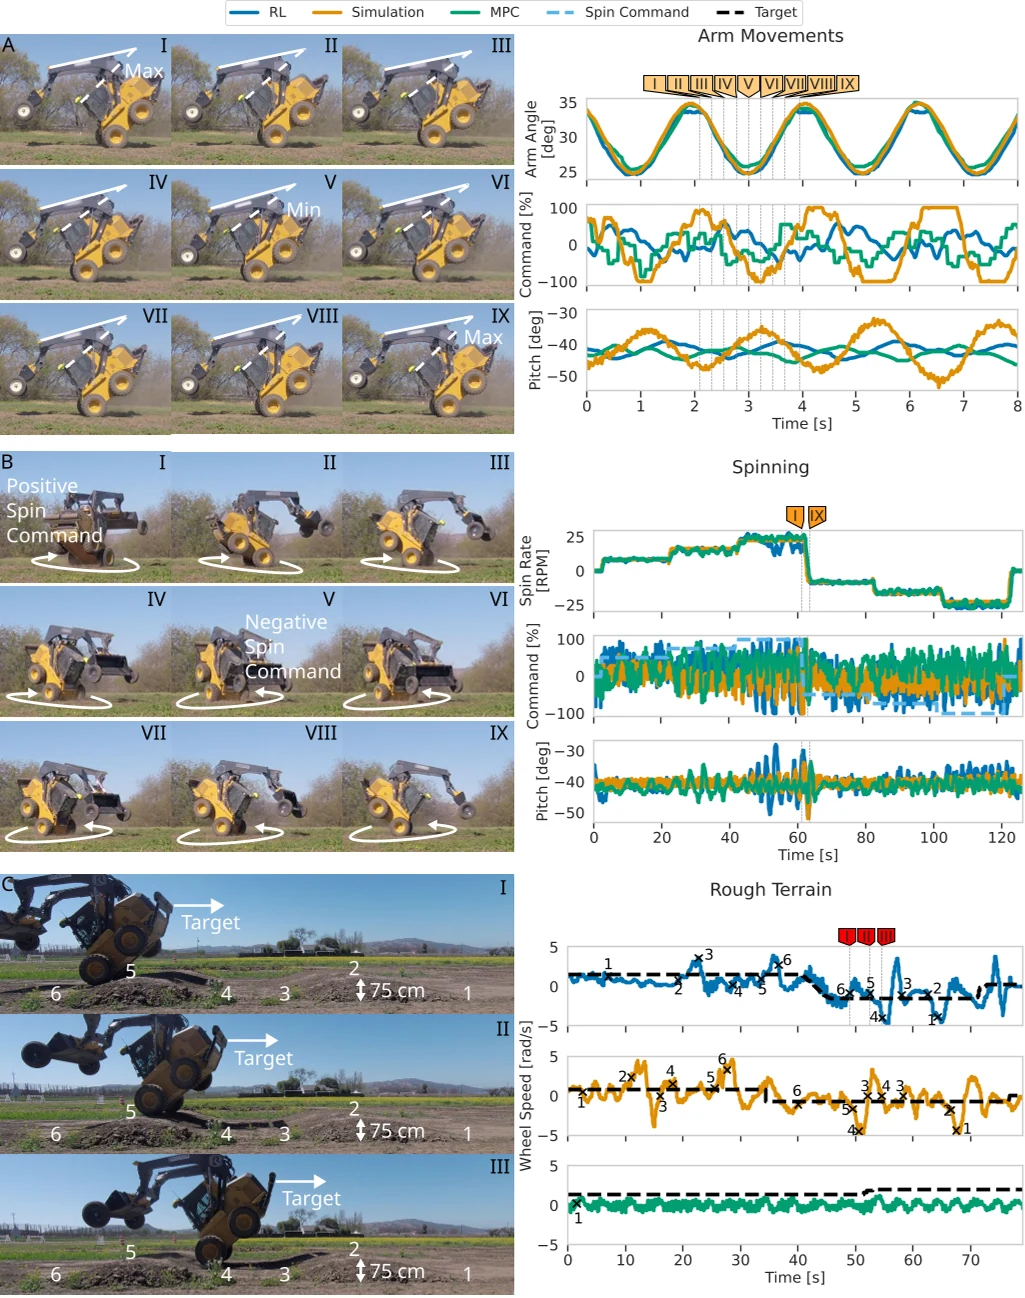 RL Simulation MPC Spin Command Target
A
I
Max
II
III
IV
V
Min
VI
VII
VIII
IX
Max
Arm Movements
I II III IV V VI VII VIII IX
Arm Angle
[deg]
35
30
25
Command [%]
100
0
−100
Pitch [deg]
−30
−40
−50
0 1 2 3 4 5 6 7 8
Time [s]
B
I
Positive
Spin
Command
II
III
IV
V
Negative
Spin
Command
VI
VII
VIII
IX
Spinning
I IX
Spin Rate
[RPM]
25
0
−25
Command [%]
100
0
−100
Pitch [deg]
−30
−40
−50
0 20 40 60 80 100 120
Time [s]
C
I
Target
5
2
6 4 3 75 cm 1
II
Target
5
2
6 4 3 75 cm 1
III
Target
5
2
6 4 3 75 cm 1
Rough Terrain
I II III
Wheel Speed [rad/s]
5
0
−5
1 2 3 4 5 6 6 5 4 3 2 1
5
0
−5
1 2 3 4 5 6 6 5 4 3 4 3 2 1
5
0
−5
1
0 10 20 30 40 50 60 70
Time [s]